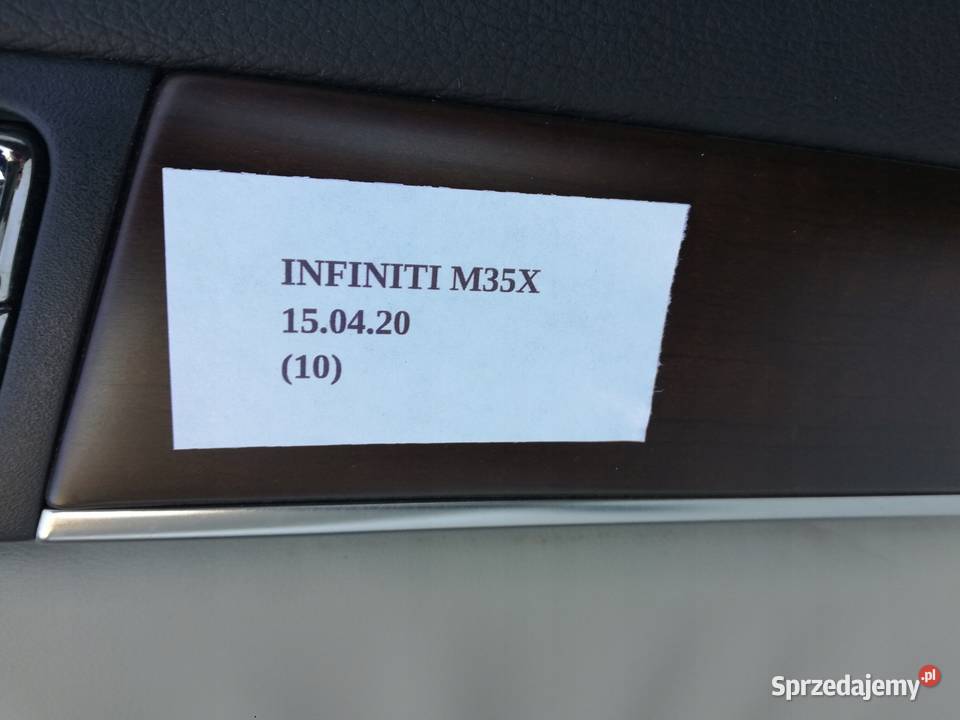 INFINITI M35X
15.04.20
(10)
Sprzedajemy.pl